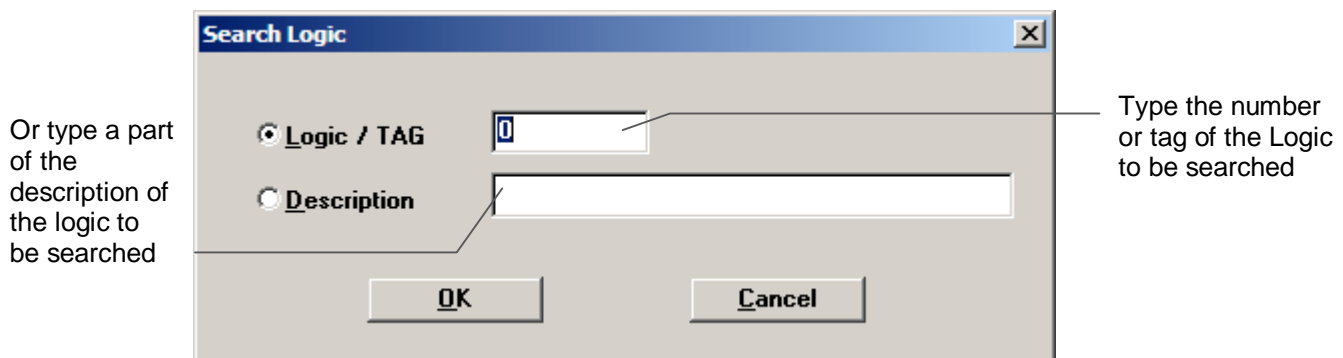 Search Logic
Or type a part
of the
description of
the logic to
be searched
Logic / TAG
0
Type the number
or tag of the Logic
to be searched
Description
OK
Cancel